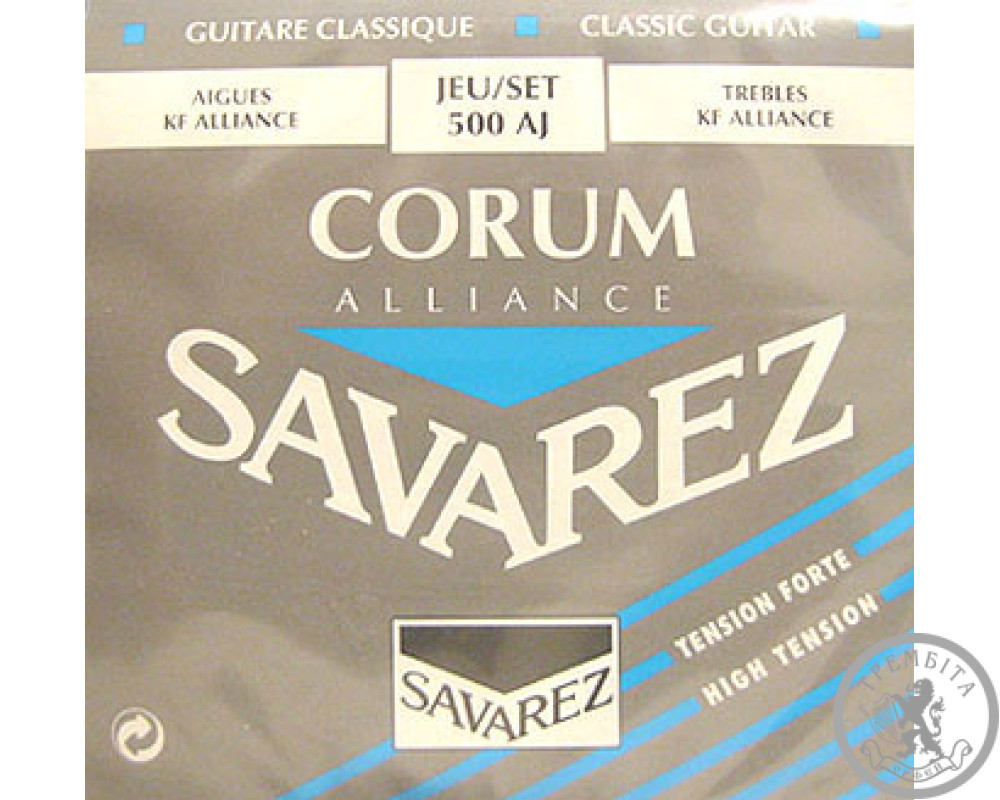 GUITARE CLASSIQUE
CLASSIC GUITAR
AIGUES
KF ALLIANCE
JEU/SET
500 AJ
TREBLES
KF ALLIANCE
CORUM
ALLIANCE
SAVAREZ
TENSION FORTE
HIGH TENSION
SAVAREZ
ТРЕМБІТА